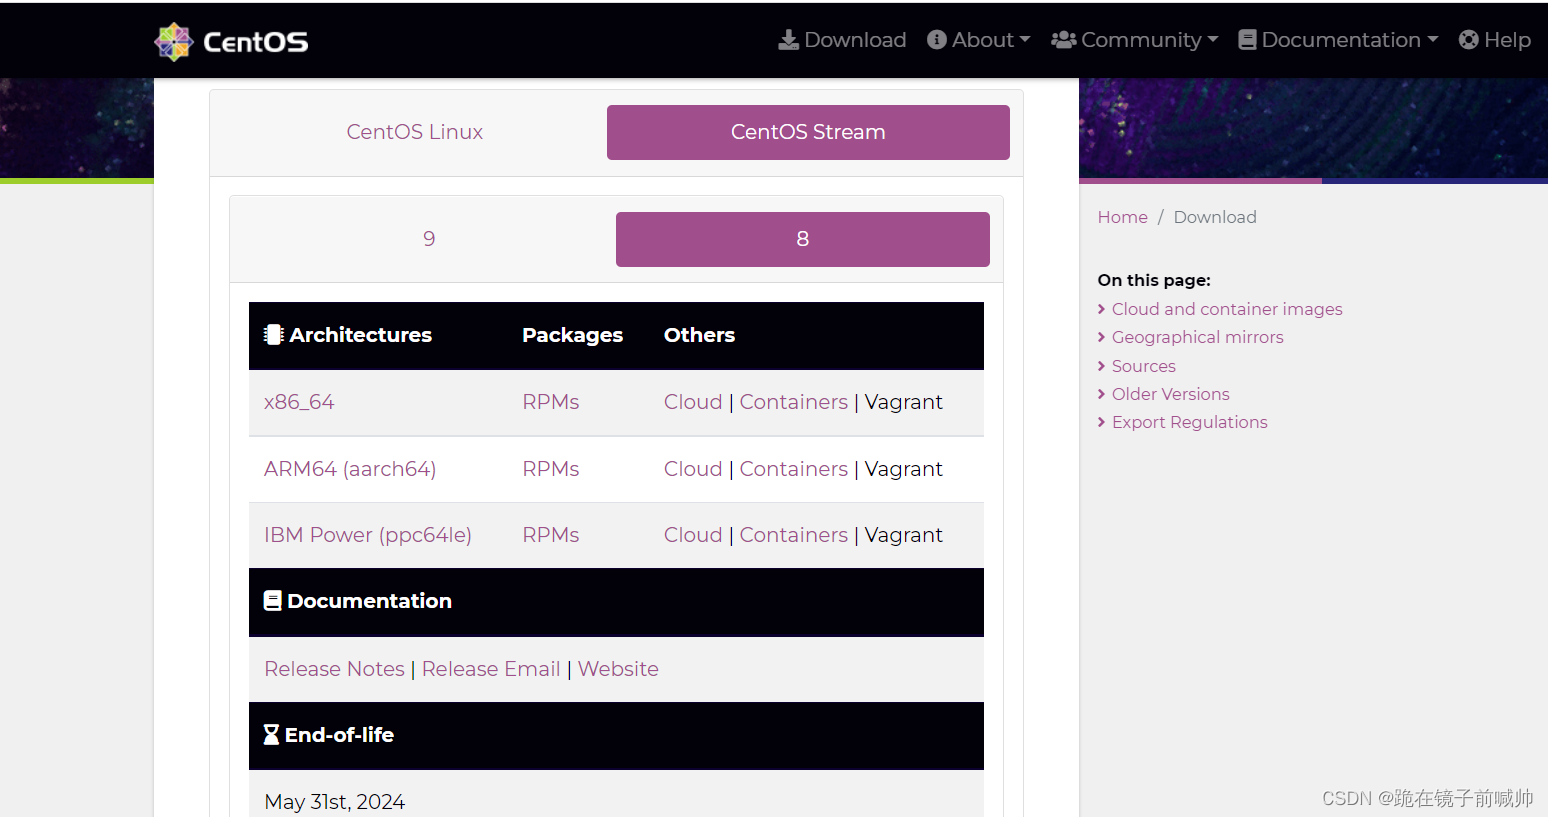 CentOS Download About Community Documentation Help
CentOS Linux CentOS Stream
9 8
Architectures Packages Others
x86_64 RPMs Cloud | Containers | Vagrant
ARM64 (aarch64) RPMs Cloud | Containers | Vagrant
IBM Power (ppc64le) RPMs Cloud | Containers | Vagrant
Documentation
Release Notes | Release Email | Website
End-of-life
May 31st, 2024
Home / Download
On this page:
Cloud and container images
Geographical mirrors
Sources
Older Versions
Export Regulations
CSDN @跪在镜子前喊帅